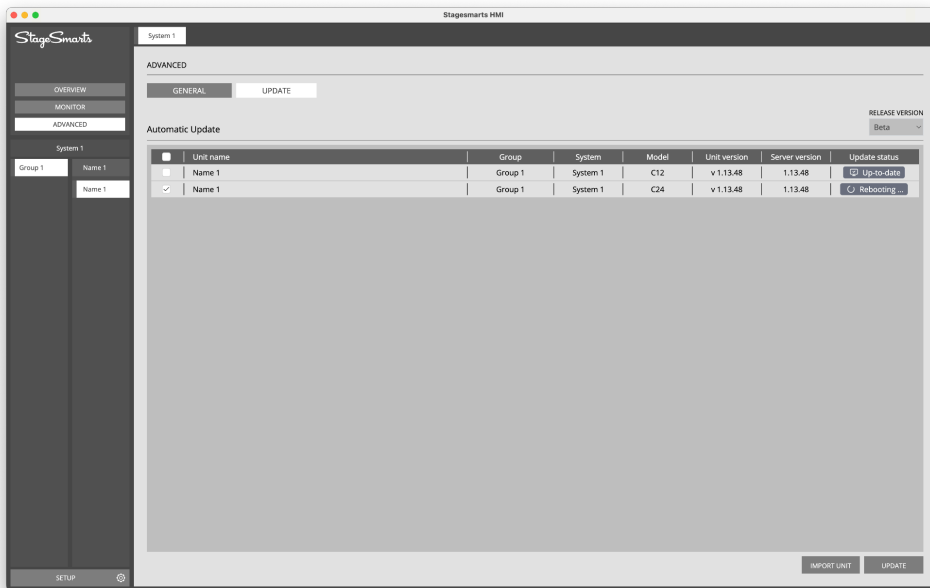 Stagesmarts HMI
StageSmarts
System 1
ADVANCED
OVERVIEW
MONITOR
ADVANCED
GENERAL
UPDATE
RELEASE VERSION
Beta
Automatic Update
System 1
Group 1
Name 1
Name 1
Unit name Group System Model Unit version Server version Update status
Name 1 Group 1 System 1 C12 v 1.13.48 1.13.48 Up-to-date
Name 1 Group 1 System 1 C24 v 1.13.48 1.13.48 Rebooting ...
IMPORT UNIT
UPDATE
SETUP